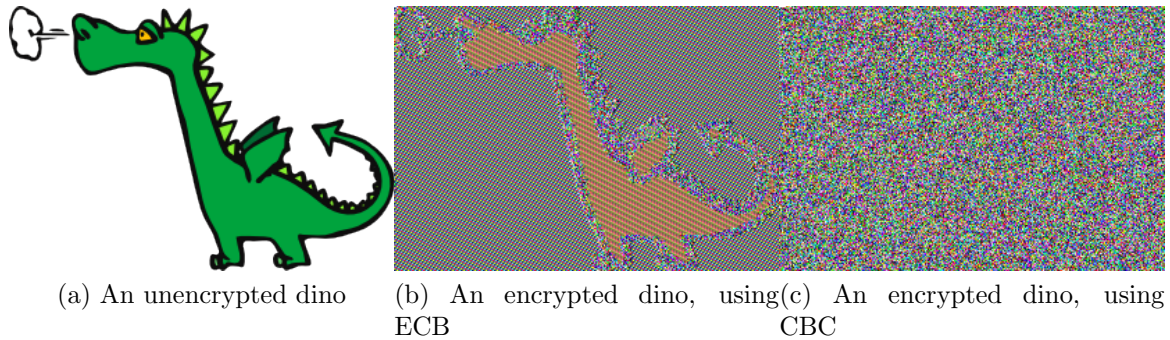 (a) An unencrypted dino
(b) An encrypted dino, using
ECB
(c) An encrypted dino, using
CBC